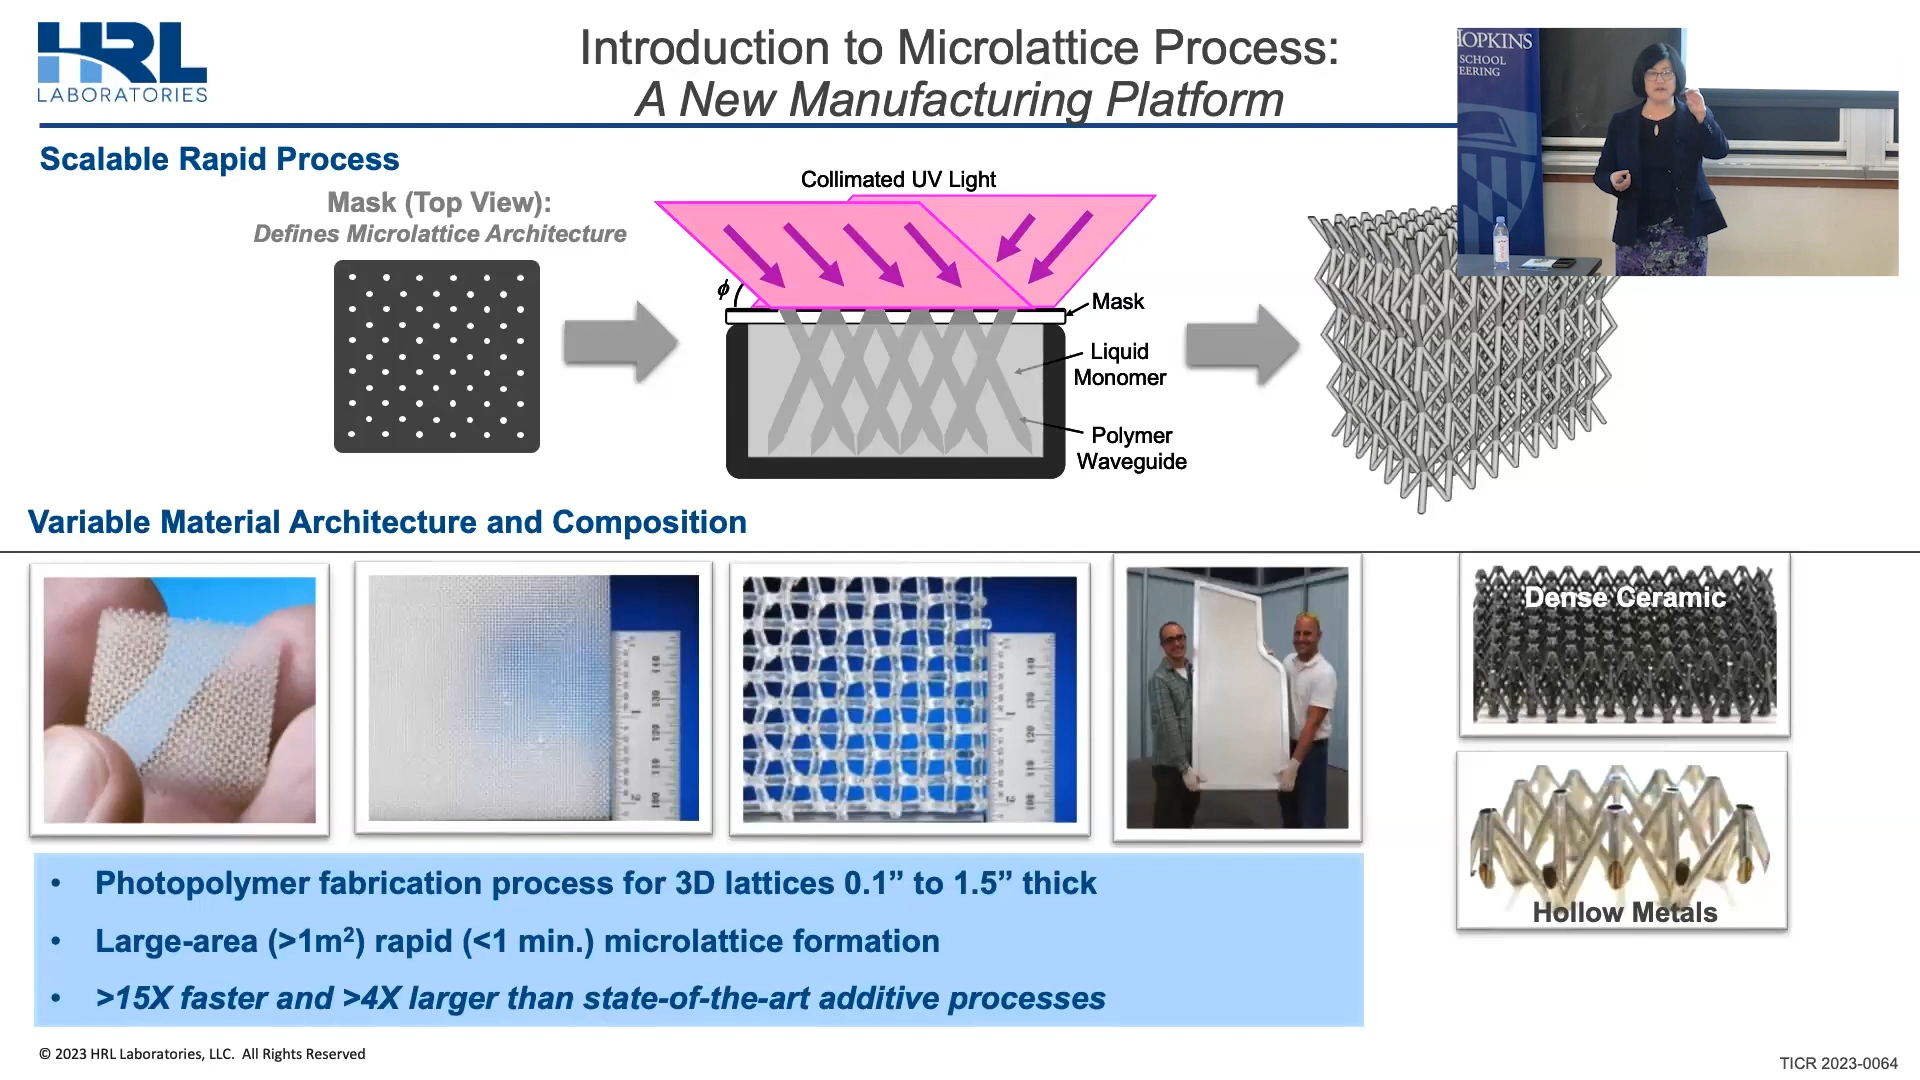 HRL
LABORATORIES
Introduction to Microlattice Process:
A New Manufacturing Platform
HOPKINS
SCHOOL
EERING
Scalable Rapid Process
Mask (Top View):
Defines Microlattice Architecture
Collimated UV Light
ϕ
Mask
Liquid
Monomer
Polymer
Waveguide
Variable Material Architecture and Composition
Dense Ceramic
Hollow Metals
• Photopolymer fabrication process for 3D lattices 0.1” to 1.5” thick
• Large-area (>1m²) rapid (<1 min.) microlattice formation
• >15X faster and >4X larger than state-of-the-art additive processes
© 2023 HRL Laboratories, LLC. All Rights Reserved
TICR 2023-0064